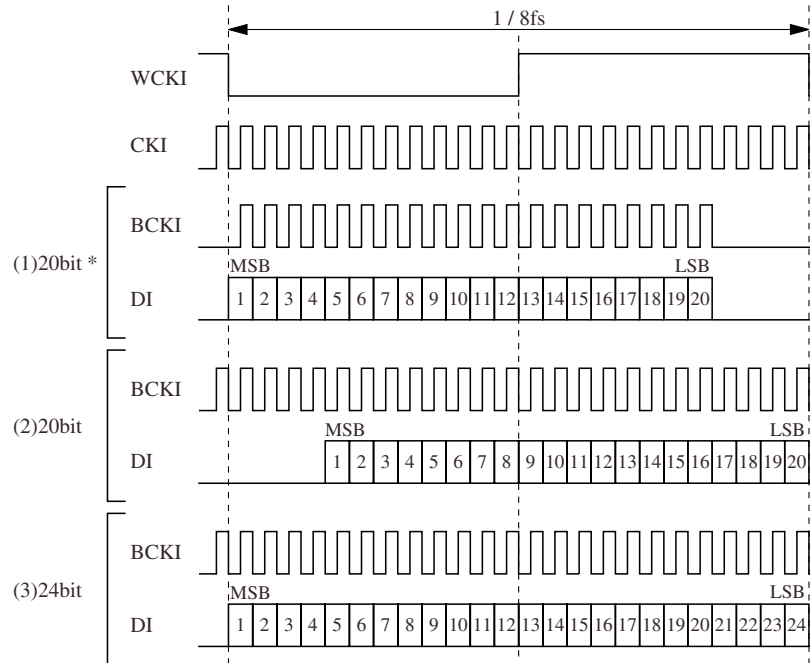 1 / 8fs
WCKI
CKI
(1)20bit *
BCKI
MSB LSB
DI 1 2 3 4 5 6 7 8 9 10 11 12 13 14 15 16 17 18 19 20
(2)20bit
BCKI
MSB LSB
DI 1 2 3 4 5 6 7 8 9 10 11 12 13 14 15 16 17 18 19 20
(3)24bit
BCKI
MSB LSB
DI 1 2 3 4 5 6 7 8 9 10 11 12 13 14 15 16 17 18 19 20 21 22 23 24